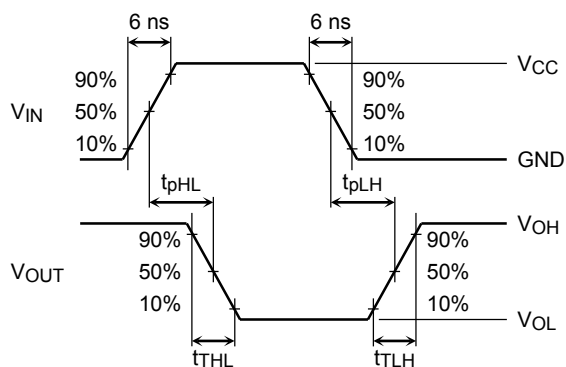 6 ns 6 ns
VCC
90% 90%
VIN 50% 50%
10% 10%
GND
tpHL tpLH
VOH
90% 90%
VOUT 50% 50%
10% 10%
VOL
tTHL tTLH